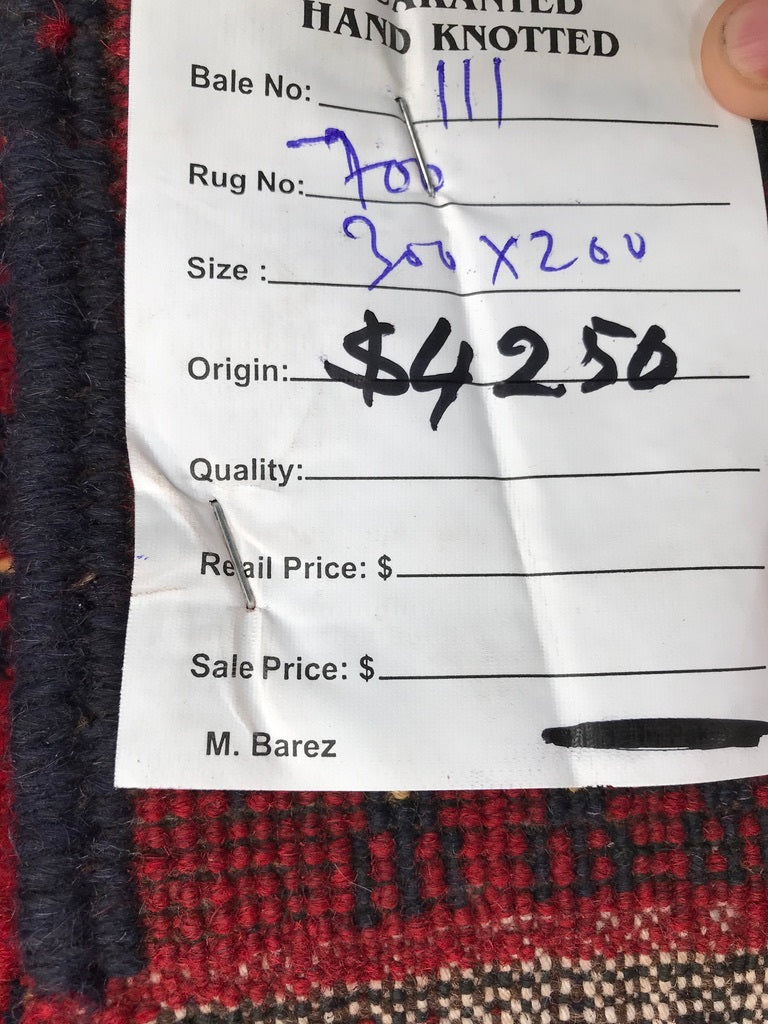 HAND KNOTTED
Bale No: 111
Rug No: 700
Size : 300 x 200
Origin: $4250
Quality:
Retail Price: $
Sale Price: $
M. Barez